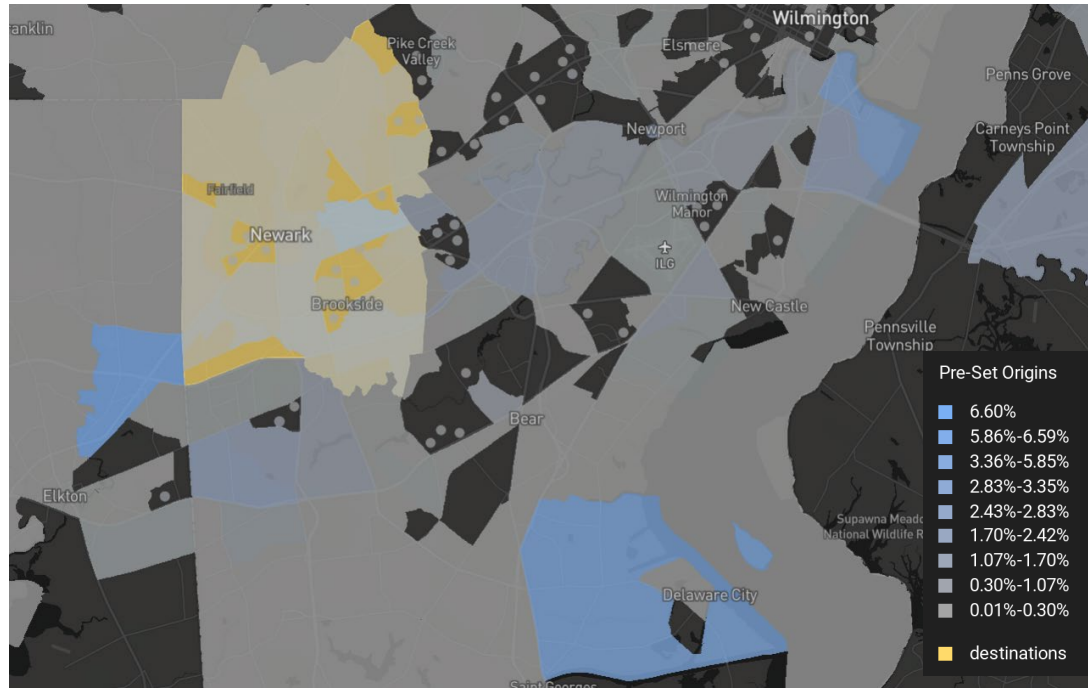 Wilmington
anklin
Pike Creek
Valley
Elsmere
Penns Grove
Newport
Carneys Point
Township
Fairfield
Wilmington
Manor
Newark
ILG
Brookside
New Castle
Pennsville
Township
Pre-Set Origins
6.60%
5.86%-6.59%
3.36%-5.85%
2.83%-3.35%
2.43%-2.83%
1.70%-2.42%
1.07%-1.70%
0.30%-1.07%
0.01%-0.30%
destinations
Bear
Elkton
Supawna Meado
National Wildlife R
Delaware City
Saint Georges